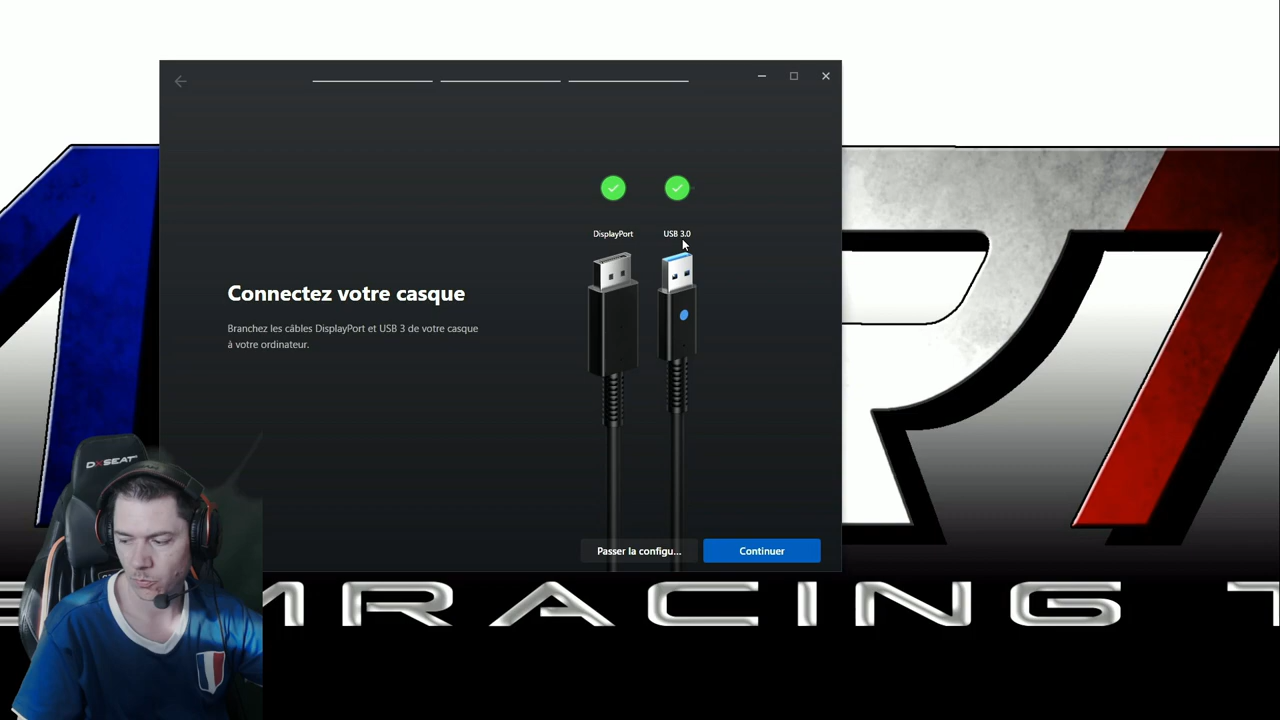 DisplayPort
USB 3.0
Connectez votre casque
Branchez les câbles DisplayPort et USB 3 de votre casque
à votre ordinateur.
Passer la configu...
Continuer
DXSEAT
MRACING T